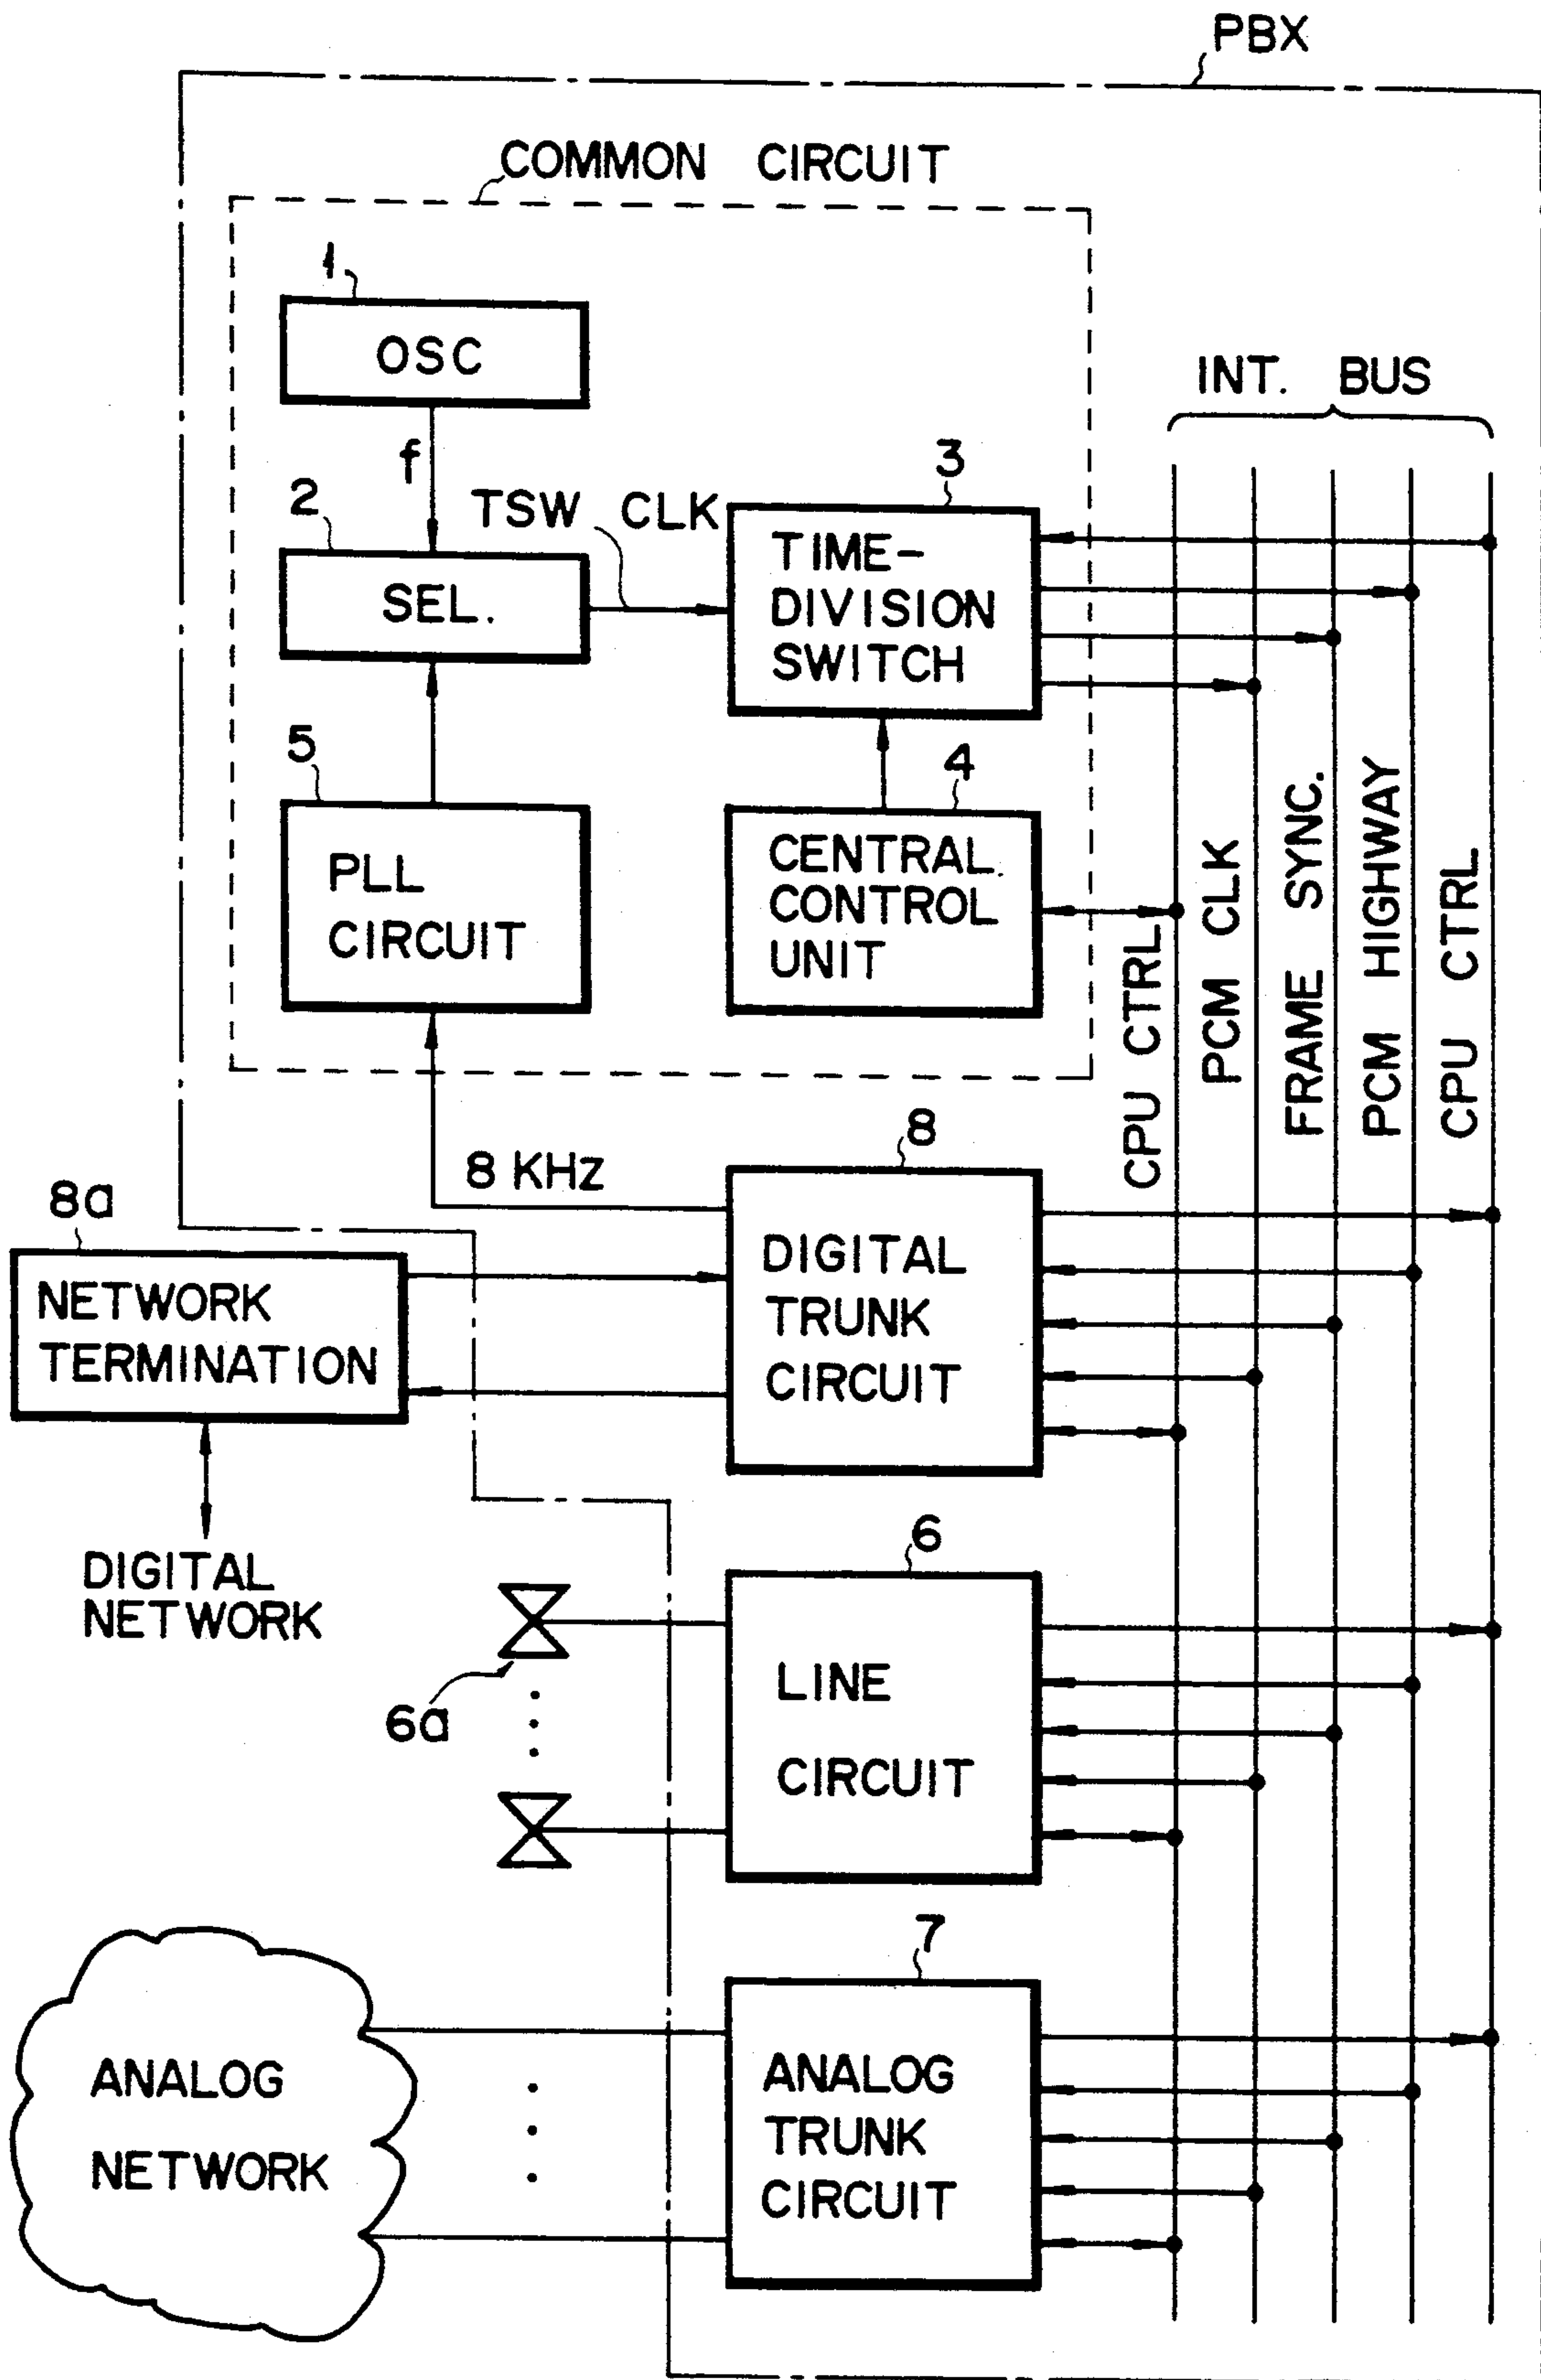 PBX
COMMON CIRCUIT
1
OSC
INT. BUS
f
2
TSW CLK
3
SEL.
TIME-
DIVISION
SWITCH
5
4
PLL
CIRCUIT
CENTRAL
CONTROL
UNIT
CPU CTRL
PCM CLK
FRAME SYNC.
PCM HIGHWAY
CPU CTRL
8 KHz
8
8a
NETWORK
TERMINATION
DIGITAL
TRUNK
CIRCUIT
DIGITAL
NETWORK
6
6a
LINE
CIRCUIT
7
ANALOG
NETWORK
ANALOG
TRUNK
CIRCUIT